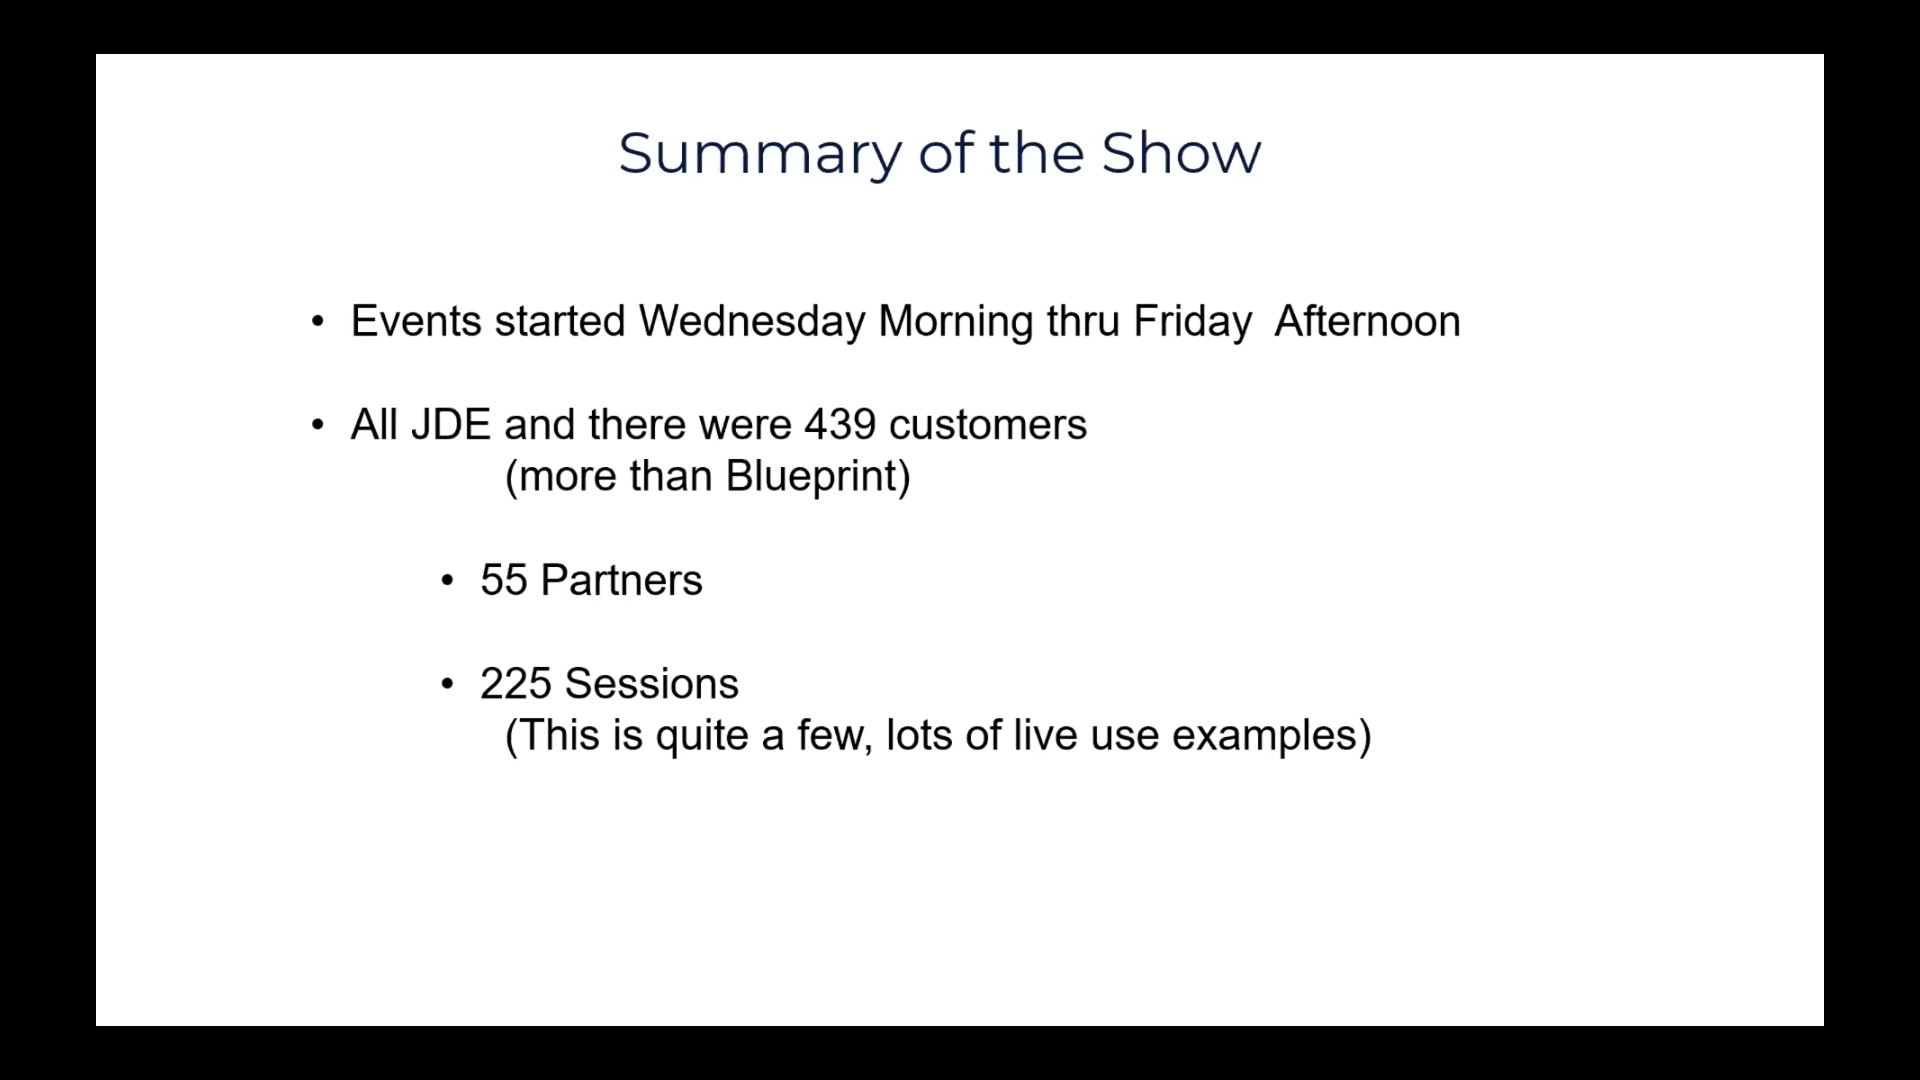 Summary of the Show
• Events started Wednesday Morning thru Friday  Afternoon
• All JDE and there were 439 customers
(more than Blueprint)
• 55 Partners
• 225 Sessions
(This is quite a few, lots of live use examples)